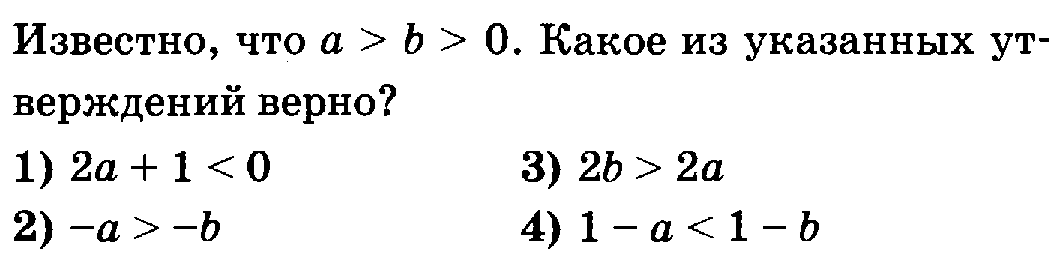 Известно, что a > b > 0. Какое из указанных ут-
верждений верно?
1) 2a + 1 < 0 3) 2b > 2a
2) –a > –b 4) 1 – a < 1 – b